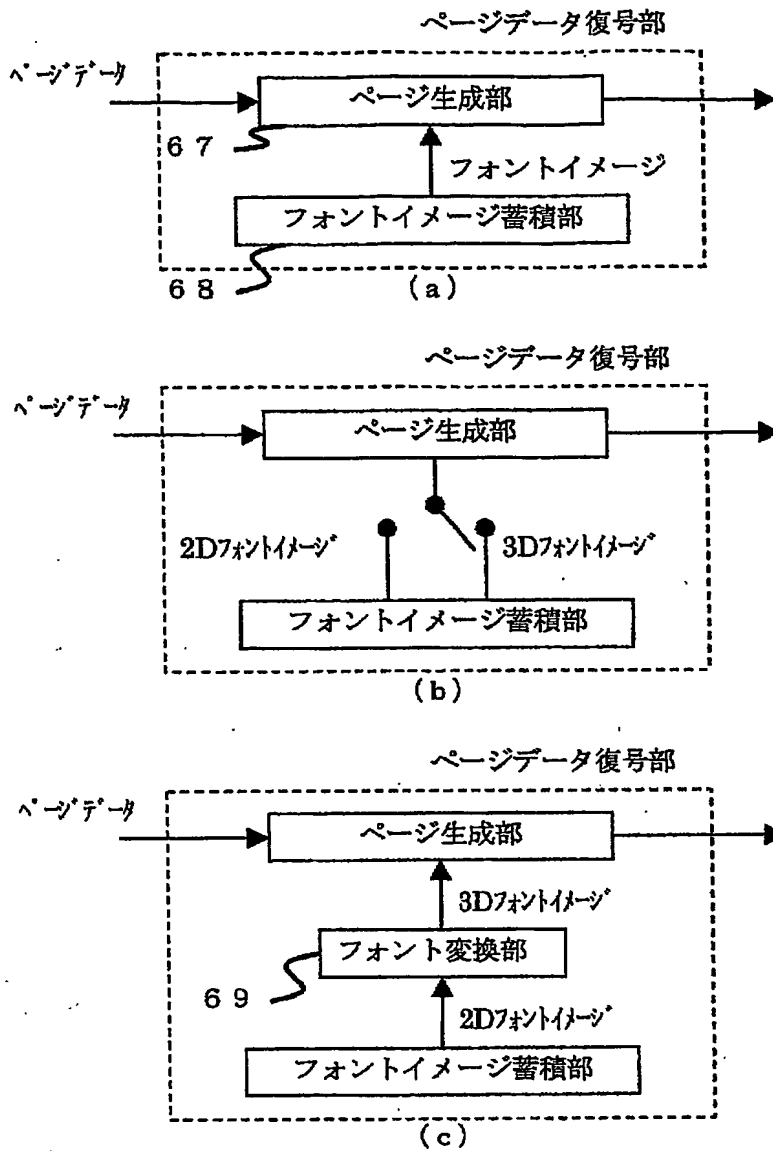 ページデータ復号部
ページデータ
ページ生成部
67
フォントイメージ
フォントイメージ蓄積部
68
(a)
ページデータ復号部
ページデータ
ページ生成部
2Dフォントイメージ
3Dフォントイメージ
フォントイメージ蓄積部
(b)
ページデータ復号部
ページデータ
ページ生成部
3Dフォントイメージ
フォント変換部
69
2Dフォントイメージ
フォントイメージ蓄積部
(c)